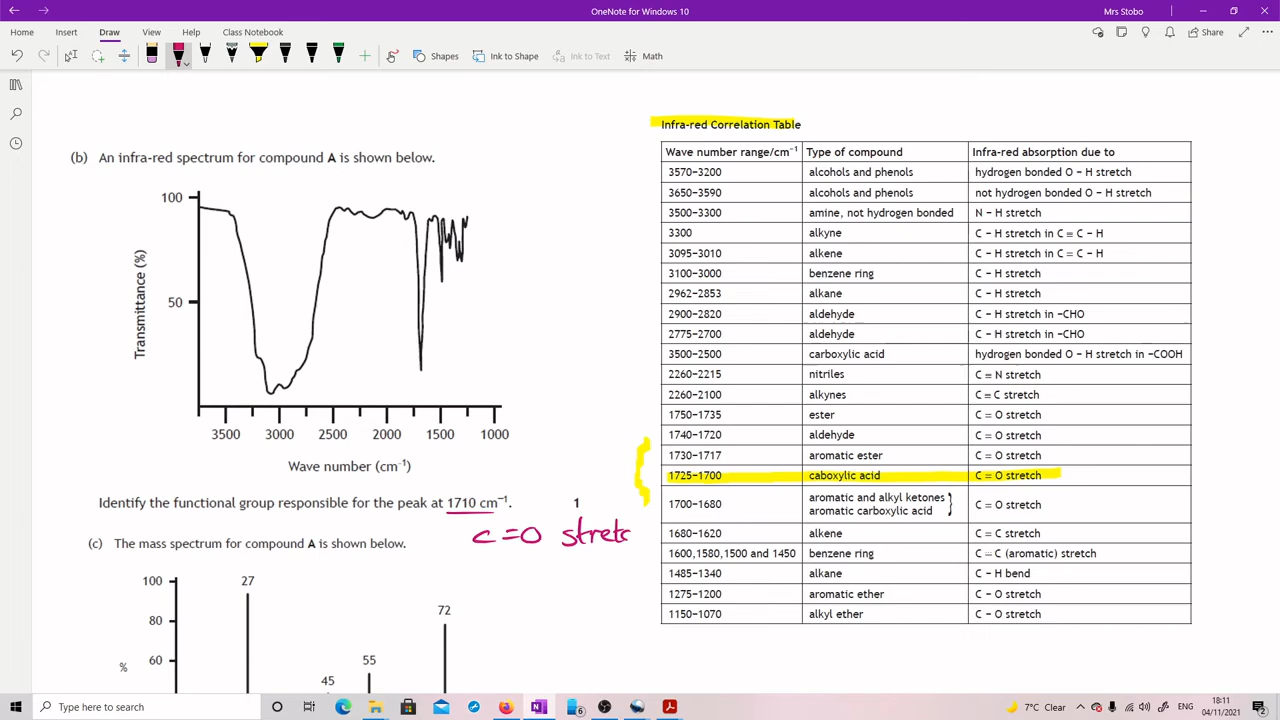 OneNote for Windows 10
Mrs Stobo
Home Insert Draw View Help Class Notebook
Share
Shapes Ink to Shape Ink to Text Math
(b) An infra-red spectrum for compound A is shown below.
Transmittance (%)
100
50
3500 3000 2500 2000 1500 1000
Wave number (cm⁻¹)
Identify the functional group responsible for the peak at 1710 cm⁻¹. 1
C=O stretc
(c) The mass spectrum for compound A is shown below.
100
80
60
%
27
45
55
72
Infra-red Correlation Table
Wave number range/cm⁻¹ Type of compound Infra-red absorption due to
3570−3200 alcohols and phenols hydrogen bonded O − H stretch
3650−3590 alcohols and phenols not hydrogen bonded O − H stretch
3500−3300 amine, not hydrogen bonded N − H stretch
3300 alkyne C − H stretch in C ≡ C − H
3095−3010 alkene C − H stretch in C = C − H
3100−3000 benzene ring C − H stretch
2962−2853 alkane C − H stretch
2900−2820 aldehyde C − H stretch in −CHO
2775−2700 aldehyde C − H stretch in −CHO
3500−2500 carboxylic acid hydrogen bonded O − H stretch in −COOH
2260−2215 nitriles C ≡ N stretch
2260−2100 alkynes C ≡ C stretch
1750−1735 ester C = O stretch
1740−1720 aldehyde C = O stretch
1730−1717 aromatic ester C = O stretch
1725−1700 caboxylic acid C = O stretch
1700−1680 aromatic and alkyl ketones
aromatic carboxylic acid } C = O stretch
1680−1620 alkene C = C stretch
1600,1580,1500 and 1450 benzene ring C = C (aromatic) stretch
1485−1340 alkane C − H bend
1275−1200 aromatic ether C − O stretch
1150−1070 alkyl ether C − O stretch
Type here to search
6
7°C Clear
18:11
04/11/2021
2